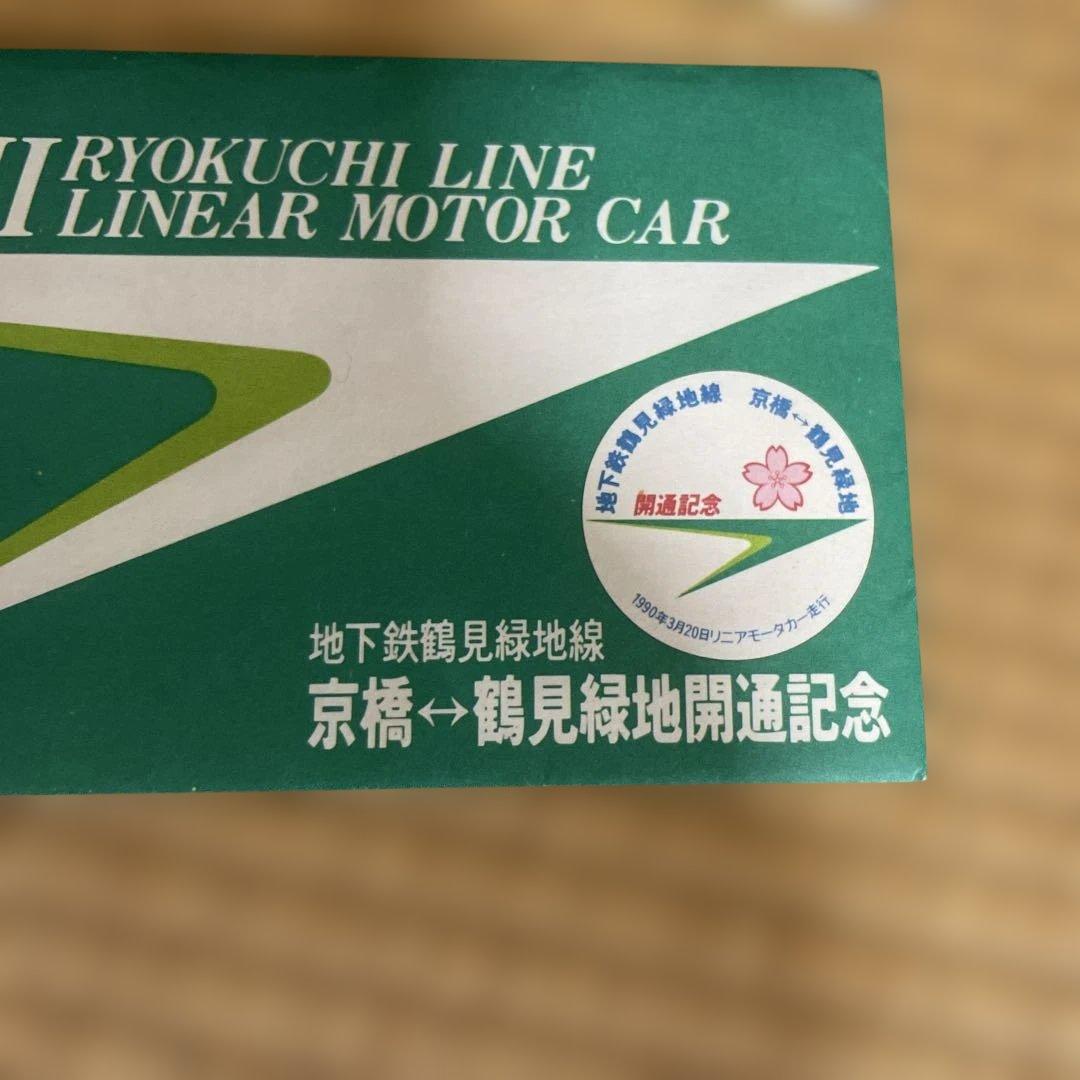 I RYOKUCHI LINE
LINEAR MOTOR CAR
地下鉄鶴見緑地線 京橋↔鶴見緑地
開通記念
1990年3月20日リニアモータカー走行
地下鉄鶴見緑地線
京橋↔鶴見緑地開通記念